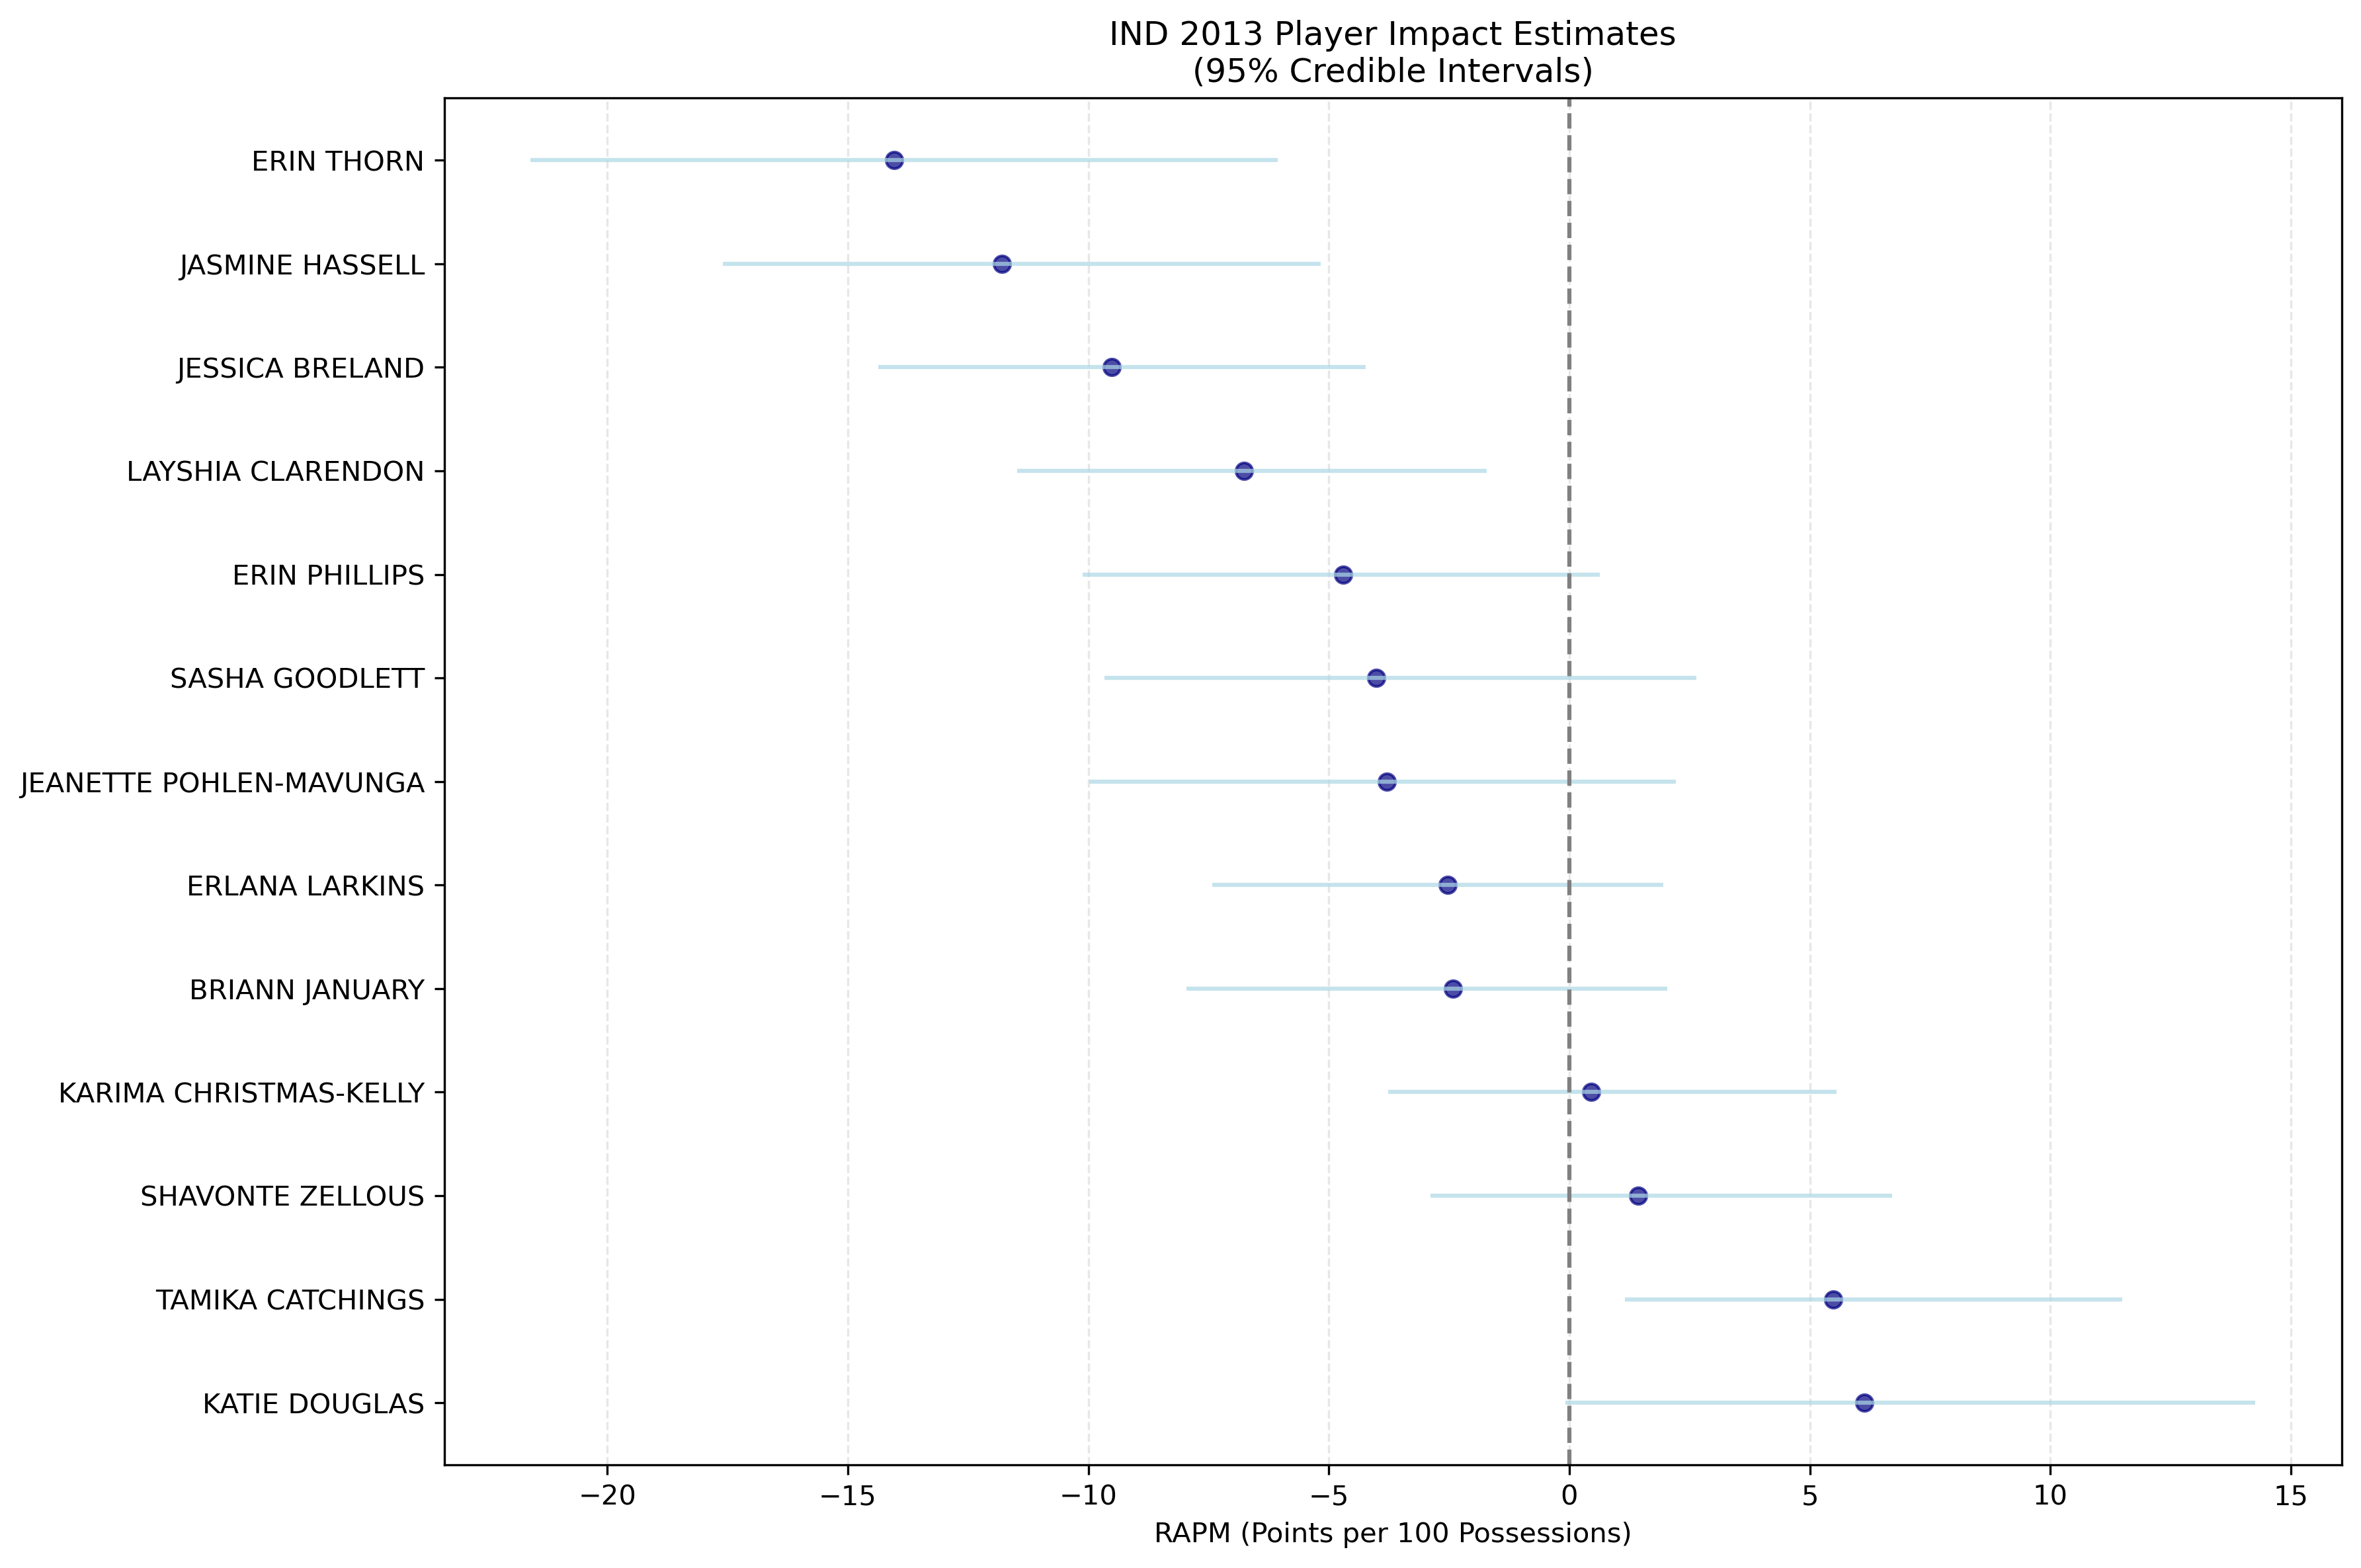 IND 2013 Player Impact Estimates
(95% Credible Intervals)
ERIN THORN
JASMINE HASSELL
JESSICA BRELAND
LAYSHIA CLARENDON
ERIN PHILLIPS
SASHA GOODLETT
JEANETTE POHLEN-MAVUNGA
ERLANA LARKINS
BRIANN JANUARY
KARIMA CHRISTMAS-KELLY
SHAVONTE ZELLOUS
TAMIKA CATCHINGS
KATIE DOUGLAS
−20 −15 −10 −5 0 5 10 15
RAPM (Points per 100 Possessions)